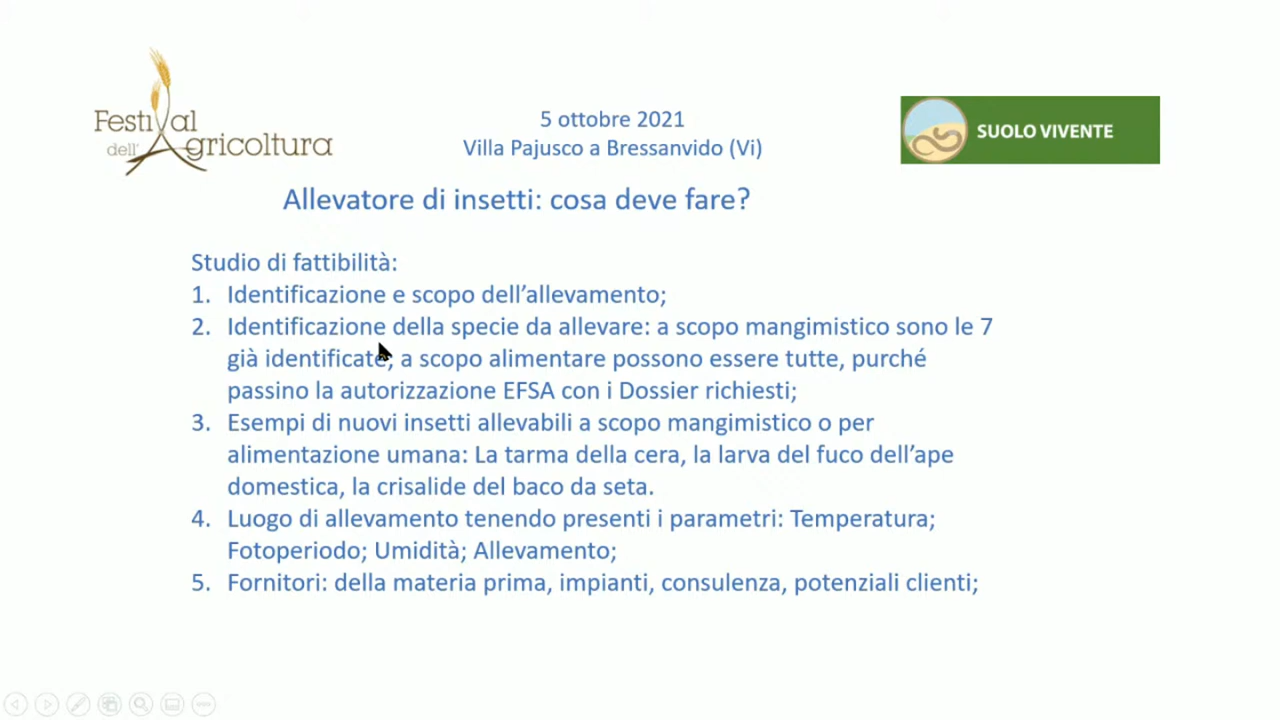 Festival
dell'Agricoltura
5 ottobre 2021
Villa Pajusco a Bressanvido (Vi)
SUOLO VIVENTE
Allevatore di insetti: cosa deve fare?
Studio di fattibilità:
1. Identificazione e scopo dell’allevamento;
2. Identificazione della specie da allevare: a scopo mangimistico sono le 7
già identificate, a scopo alimentare possono essere tutte, purché
passino la autorizzazione EFSA con i Dossier richiesti;
3. Esempi di nuovi insetti allevabili a scopo mangimistico o per
alimentazione umana: La tarma della cera, la larva del fuco dell’ape
domestica, la crisalide del baco da seta.
4. Luogo di allevamento tenendo presenti i parametri: Temperatura;
Fotoperiodo; Umidità; Allevamento;
5. Fornitori: della materia prima, impianti, consulenza, potenziali clienti;